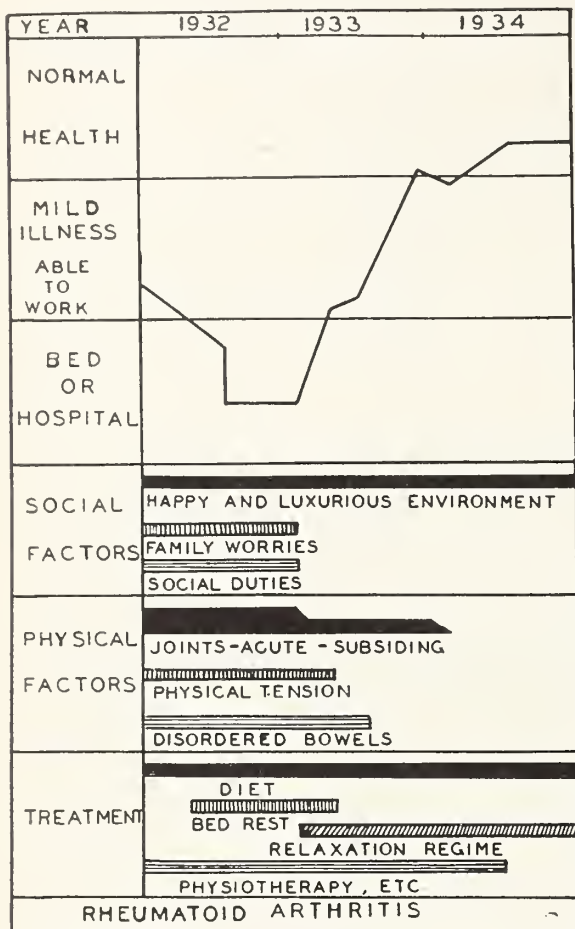 YEAR 1932 1933 1934
NORMAL
HEALTH
MILD
ILLNESS
ABLE
TO
WORK
BED
OR
HOSPITAL
SOCIAL
FACTORS
HAPPY AND LUXURIOUS ENVIRONMENT
FAMILY WORRIES
SOCIAL DUTIES
PHYSICAL
FACTORS
JOINTS-ACUTE-SUBSIDING
PHYSICAL TENSION
DISORDERED BOWELS
TREATMENT
DIET
BED REST
RELAXATION REGIME
PHYSIOTHERAPY, ETC
RHEUMATOID ARTHRITIS